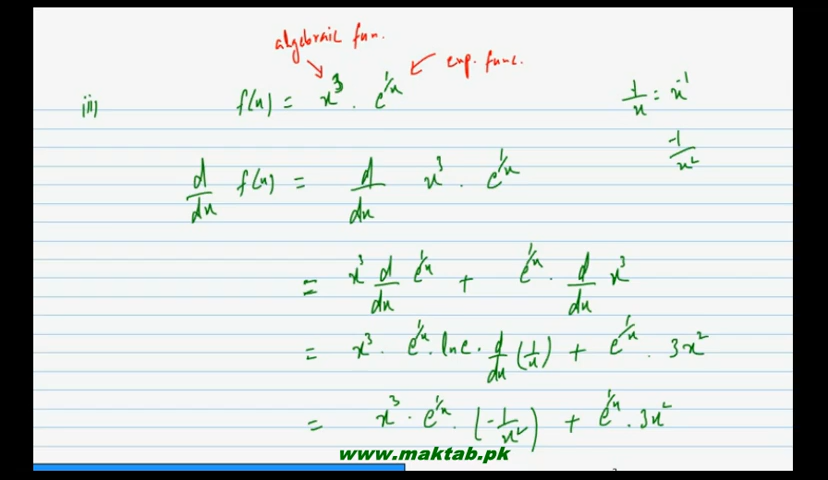 algebraic fun.
exp. func.
iii) f(x) = x³ · e^{1/x}
1/x = x⁻¹
-1/x²
d/dx f(x) = d/dx x³ · e^{1/x}
= x³ d/dx e^{1/x} + e^{1/x} · d/dx x³
= x³ · e^{1/x} · lne · d/dx (1/x) + e^{1/x} · 3x²
= x³ · e^{1/x} · (-1/x²) + e^{1/x} · 3x²
www.maktab.pk